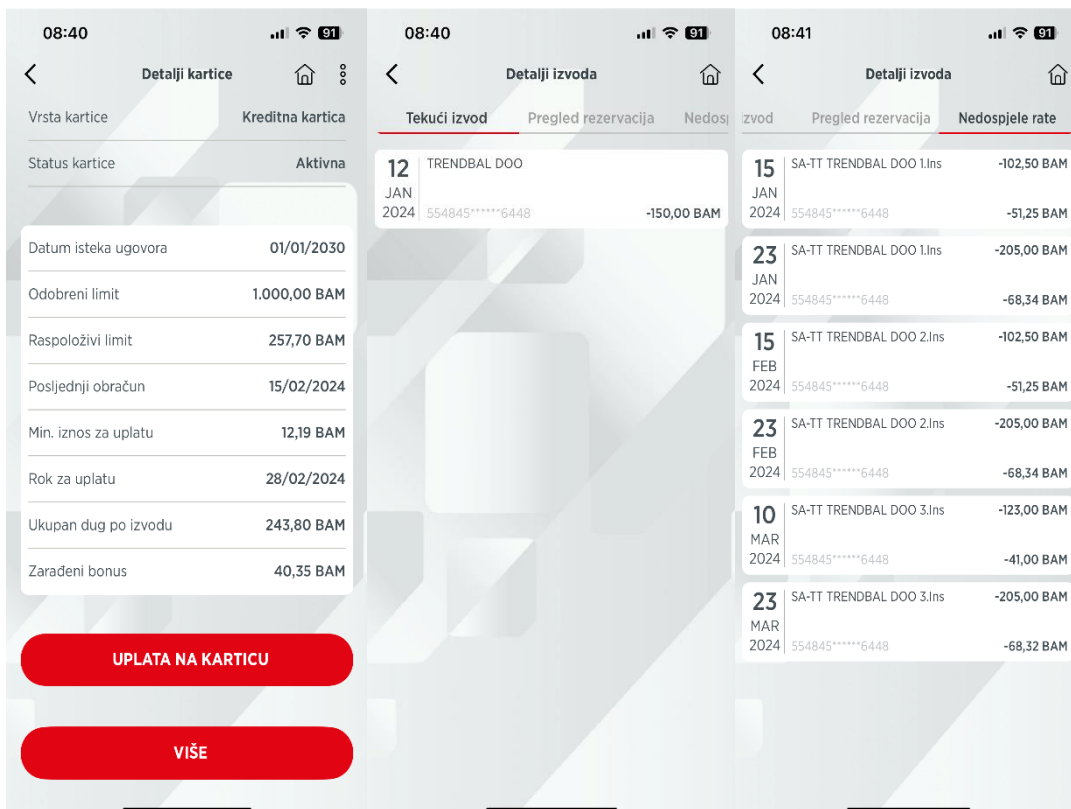 08:40
91
Detalji kartice
Vrsta kartice Kreditna kartica
Status kartice Aktivna
Datum isteka ugovora 01/01/2030
Odobreni limit 1.000,00 BAM
Raspoloživi limit 257,70 BAM
Posljednji obračun 15/02/2024
Min. iznos za uplatu 12,19 BAM
Rok za uplatu 28/02/2024
Ukupan dug po izvodu 243,80 BAM
Zarađeni bonus 40,35 BAM
UPLATA NA KARTICU
VIŠE
08:40
91
Detalji izvoda
Tekući izvod Pregled rezervacija Nedosp
12 TRENDBAL DOO
JAN
2024 554845******6448 -150,00 BAM
08:41
91
Detalji izvoda
zvod Pregled rezervacija Nedospjele rate
15 SA-TT TRENDBAL DOO 1.Ins -102,50 BAM
JAN
2024 554845******6448 -51,25 BAM
23 SA-TT TRENDBAL DOO 1.Ins -205,00 BAM
JAN
2024 554845******6448 -68,34 BAM
15 SA-TT TRENDBAL DOO 2.Ins -102,50 BAM
FEB
2024 554845******6448 -51,25 BAM
23 SA-TT TRENDBAL DOO 2.Ins -205,00 BAM
FEB
2024 554845******6448 -68,34 BAM
10 SA-TT TRENDBAL DOO 3.Ins -123,00 BAM
MAR
2024 554845******6448 -41,00 BAM
23 SA-TT TRENDBAL DOO 3.Ins -205,00 BAM
MAR
2024 554845******6448 -68,32 BAM